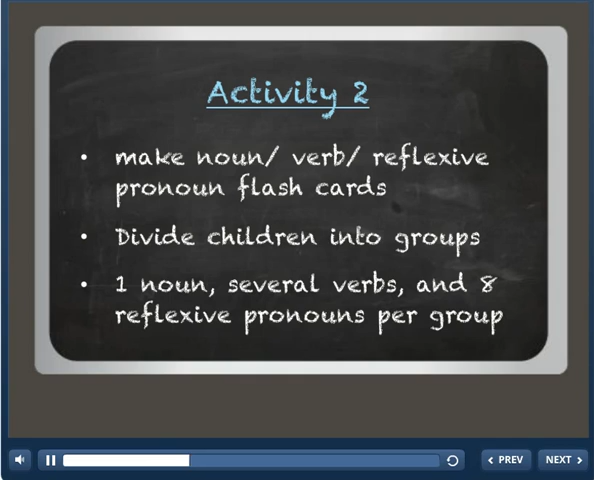 Activity 2
• make noun/ verb/ reflexive
pronoun flash cards
• Divide children into groups
• 1 noun, several verbs, and 8
reflexive pronouns per group
PREV
NEXT